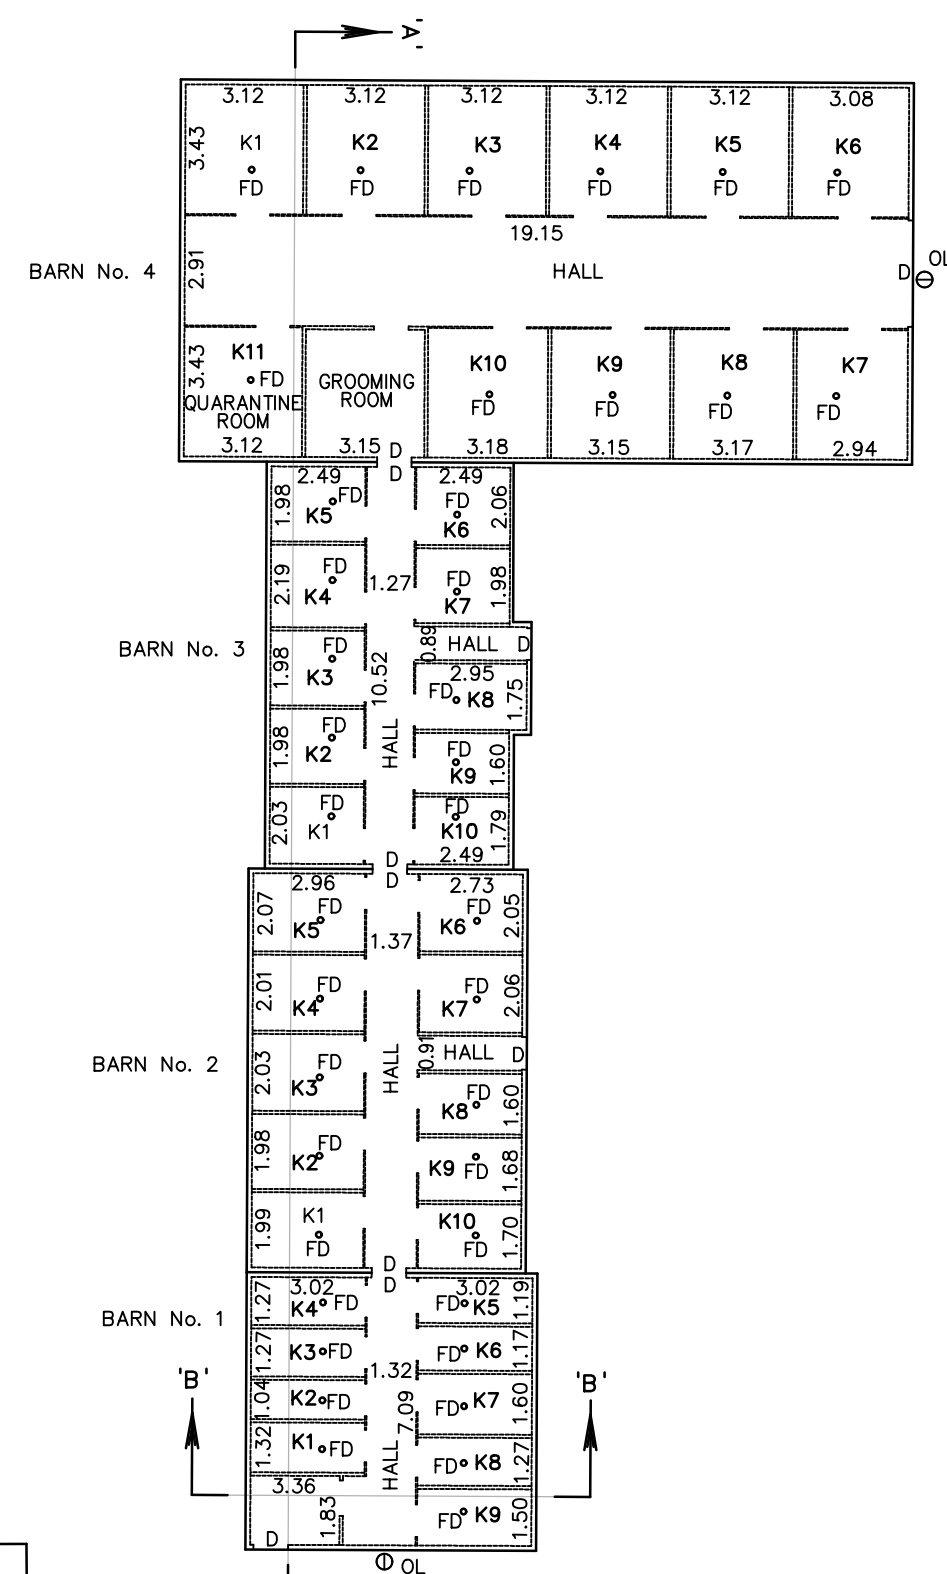 'A'
3.12 3.12 3.12 3.12 3.12 3.08
3.43 K1 K2 K3 K4 K5 K6
FD FD FD FD FD FD
19.15
BARN No. 4 2.91 HALL D OL
3.43 K11 K10 K9 K8 K7
FD GROOMING
QUARANTINE ROOM FD FD FD FD
ROOM
3.12 3.15 D 3.18 3.15 3.17 2.94
2.49 D 2.49
1.98 FD FD 2.06
K5 K6
2.19 FD 1.27 FD 1.98
K4 K7
BARN No. 3 FD 0.89 HALL D
1.98 K3 10.52 2.95
FD K8 1.75
1.98 FD HALL FD 1.60
K2 K9
2.03 FD FD 1.79
K1 K10
D 2.49
2.96 D 2.73
2.07 FD FD 2.05
K5 1.37 K6
2.01 FD FD 2.06
K4 K7
BARN No. 2 2.03 FD HALL 0.91 HALL D
K3 FD 1.60
K8
1.98 FD K9 FD 1.68
K2
1.99 K1 K10 1.70
FD FD
D
3.02 D 3.02
BARN No. 1 1.27 K4 FD FD K5 1.19
1.27 K3 FD FD K6 1.17
1.32
'B' 1.04 K2 FD 7.09 FD K7 1.60 'B'
1.32 K1 FD HALL FD K8 1.27
3.36
1.83 FD K9 1.50
D
OL